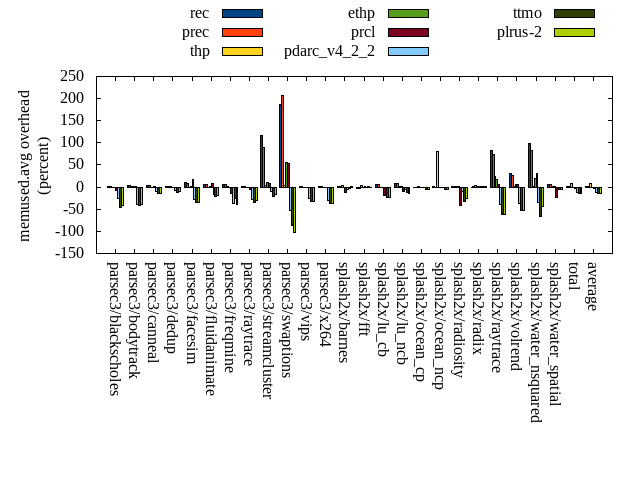 rec
prec
thp
ethp
prcl
pdarc_v4_2_2
ttmo
plrus-2
memused.avg overhead
(percent)
250
200
150
100
50
0
-50
-100
-150
parsec3/blackscholes
parsec3/bodytrack
parsec3/canneal
parsec3/dedup
parsec3/facesim
parsec3/fluidanimate
parsec3/freqmine
parsec3/raytrace
parsec3/streamcluster
parsec3/swaptions
parsec3/vips
parsec3/x264
splash2x/barnes
splash2x/fft
splash2x/lu_cb
splash2x/lu_ncb
splash2x/ocean_cp
splash2x/ocean_ncp
splash2x/radiosity
splash2x/radix
splash2x/raytrace
splash2x/volrend
splash2x/water_nsquared
splash2x/water_spatial
total
average